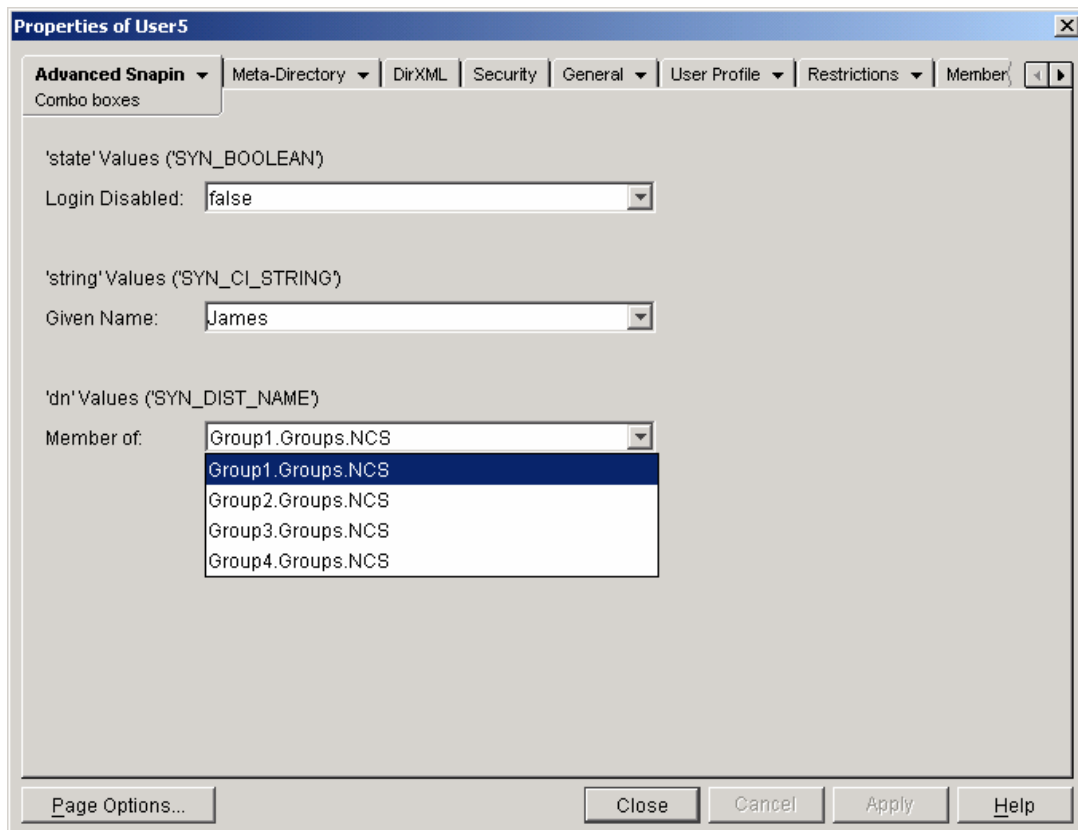 Properties of User5
Advanced Snapin Meta-Directory DirXML Security General User Profile Restrictions Member
Combo boxes
'state' Values ('SYN_BOOLEAN')
Login Disabled: false
'string' Values ('SYN_CI_STRING')
Given Name: James
'dn' Values ('SYN_DIST_NAME')
Member of: Group1.Groups.NCS
Group1.Groups.NCS
Group2.Groups.NCS
Group3.Groups.NCS
Group4.Groups.NCS
Page Options... Close Cancel Apply Help